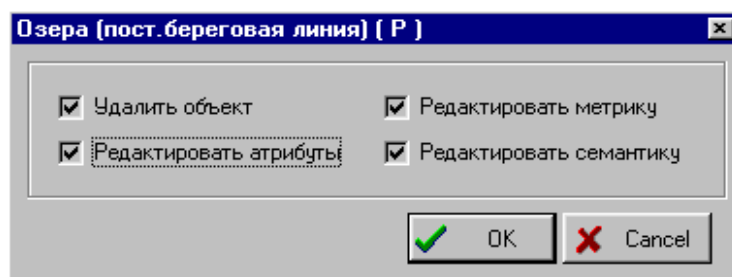 Озера (пост.береговая линия) ( P )
Удалить объект
Редактировать метрику
Редактировать атрибуты
Редактировать семантику
OK
Cancel